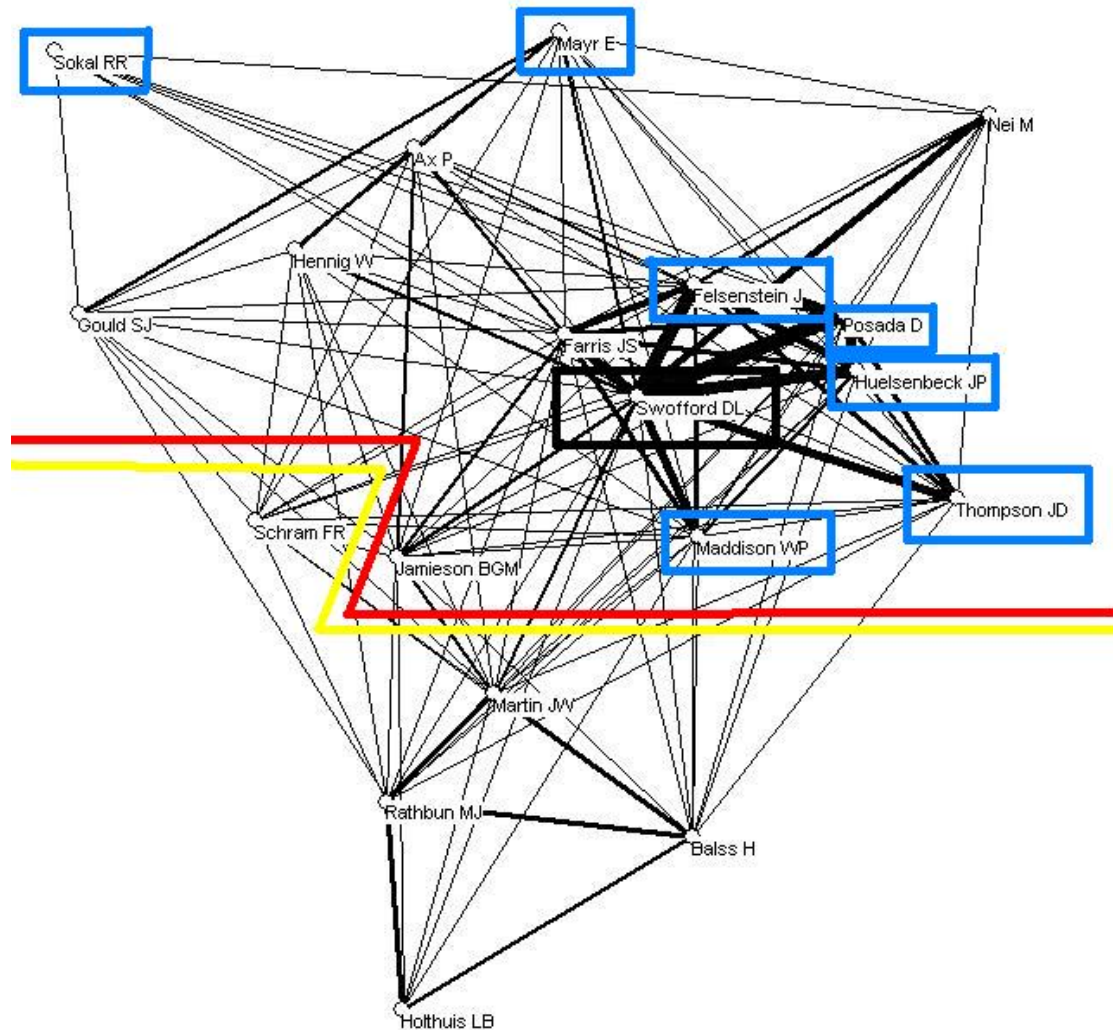 Mayr E
Sokal RR
Nei M
Ax P
Hennig W
Felsenstein J
Gould SJ
Posada D
Farris JS
Huelsenbeck JP
Swofford DL
Thompson JD
Schram FR
Maddison WP
Jamieson BGM
Martin JW
Rathbun MJ
Balss H
Holthuis LB